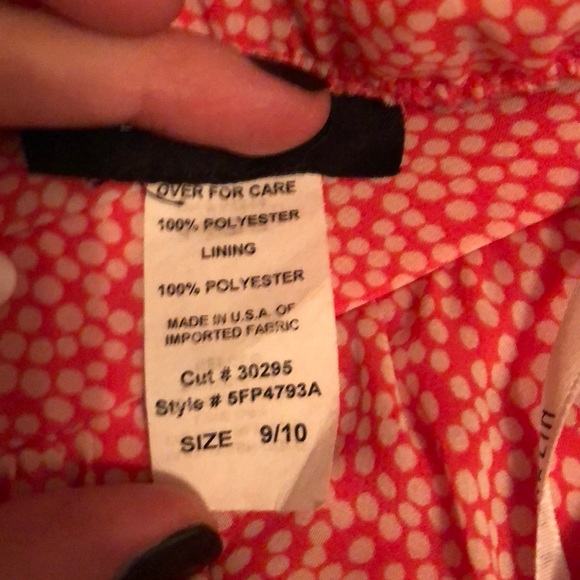 OVER FOR CARE
100% POLYESTER
LINING
100% POLYESTER
MADE IN U.S.A. OF
IMPORTED FABRIC
Cut # 30295
Style # 5FP4793A
SIZE 9/10